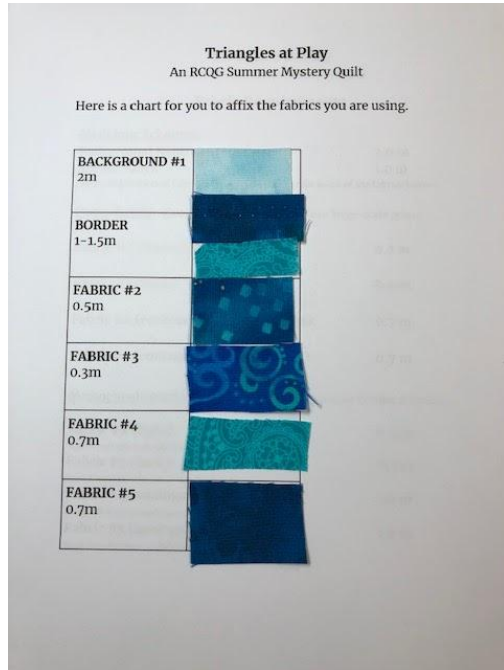 Triangles at Play
An RCQG Summer Mystery Quilt
Here is a chart for you to affix the fabrics you are using.
BACKGROUND #1
2m
BORDER
1-1.5m
FABRIC #2
0.5m
FABRIC #3
0.3m
FABRIC #4
0.7m
FABRIC #5
0.7m